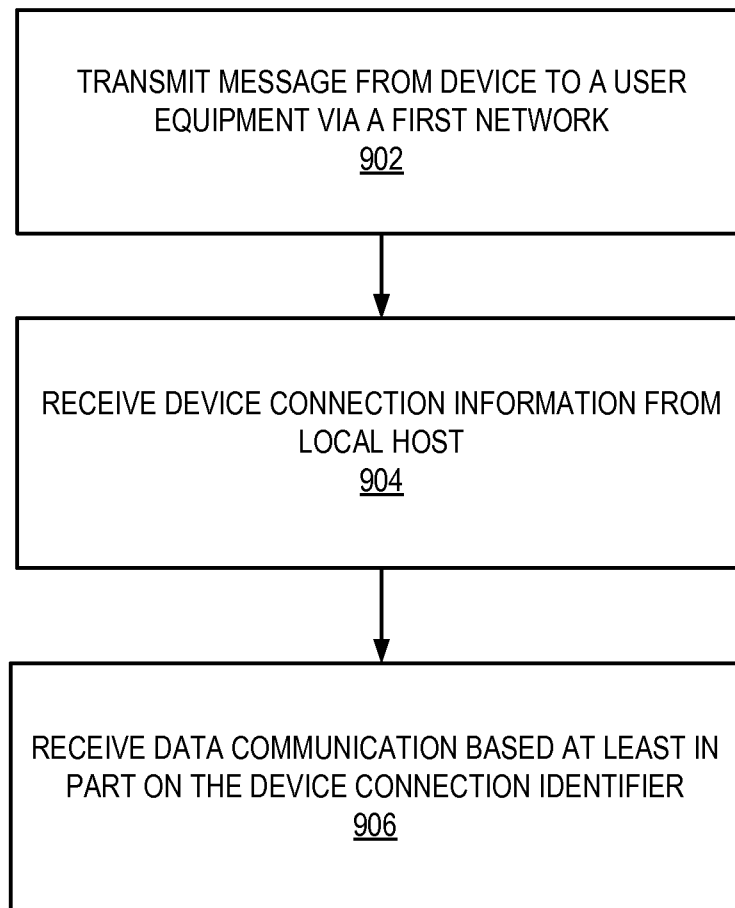 TRANSMIT MESSAGE FROM DEVICE TO A USER
EQUIPMENT VIA A FIRST NETWORK
902
RECEIVE DEVICE CONNECTION INFORMATION FROM
LOCAL HOST
904
RECEIVE DATA COMMUNICATION BASED AT LEAST IN
PART ON THE DEVICE CONNECTION IDENTIFIER
906